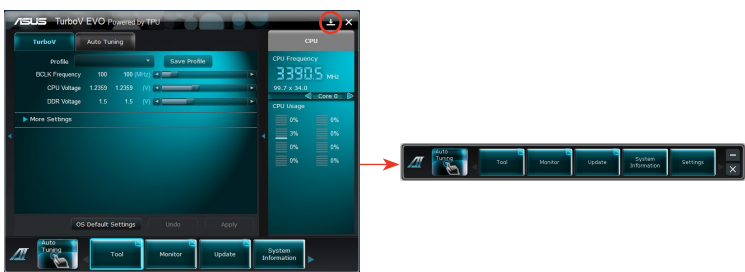 ASUS TurboV EVO Powered by TPU
TurboV
Auto Tuning
CPU
Profile
Save Profile
BCLK Frequency 100 100 (MHz)
CPU Voltage 1.2359 1.2359 (V)
DDR Voltage 1.5 1.5 (V)
More Settings
CPU Frequency
3390.5 MHz
99.7 x 34.0
Core 0
CPU Usage
0% 0%
3% 0%
0% 0%
0% 0%
OS Default Settings
Undo
Apply
Auto
Tuning
Tool
Monitor
Update
System
Information
Auto
Tuning
Tool
Monitor
Update
System
Information
Settings